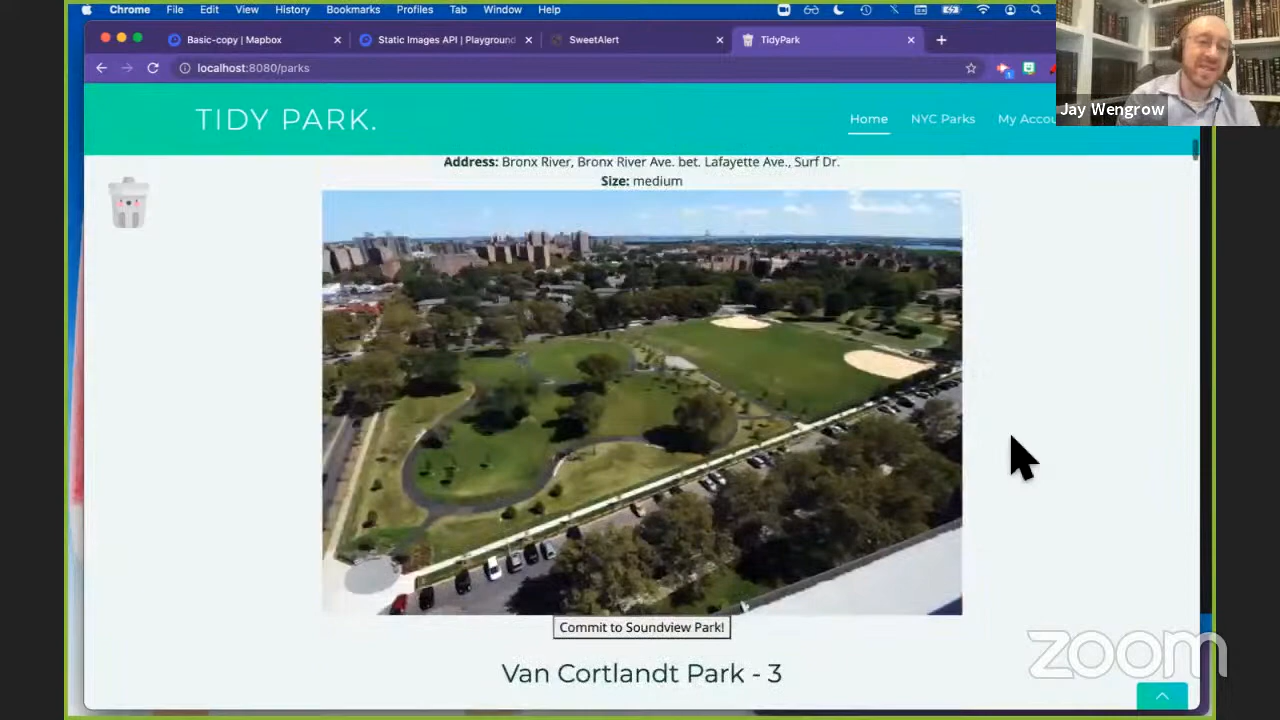 Chrome File Edit View History Bookmarks Profiles Tab Window Help
Basic-copy | Mapbox
Static Images API | Playground
SweetAlert
TidyPark
localhost:8080/parks
Jay Wengrow
TIDY PARK.
Home NYC Parks My Accou
Address: Bronx River, Bronx River Ave. bet. Lafayette Ave., Surf Dr.
Size: medium
Commit to Soundview Park!
Van Cortlandt Park - 3
zoom